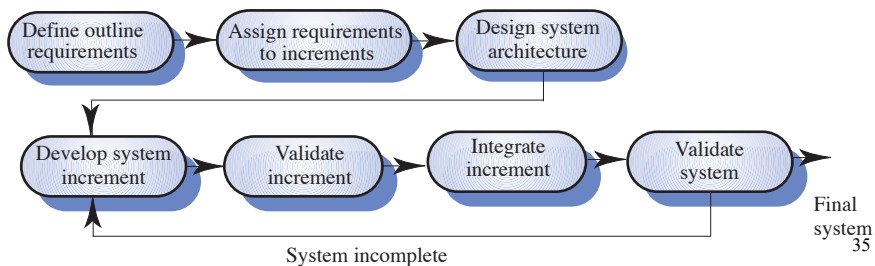 Define outline
requirements
Assign requirements
to increments
Design system
architecture
Develop system
increment
Validate
increment
Integrate
increment
Validate
system
Final
system
35
System incomplete